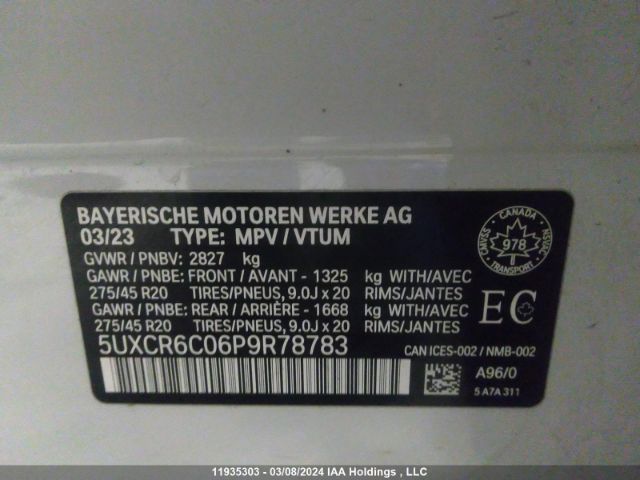 BAYERISCHE MOTOREN WERKE AG
03/23 TYPE: MPV / VTUM
GVWR / PNBV: 2827 kg
GAWR / PNBE: FRONT / AVANT - 1325 kg WITH/AVEC
275/45 R20 TIRES/PNEUS, 9.0J x 20 RIMS/JANTES
GAWR / PNBE: REAR / ARRIÈRE - 1668 kg WITH/AVEC
275/45 R20 TIRES/PNEUS, 9.0J x 20 RIMS/JANTES
5UXCR6C06P9R78783
CANADA
978
TRANSPORT
EC
CAN ICES-002 / NMB-002
A96/0
5 A7A 311
11935303 - 03/08/2024 IAA Holdings , LLC